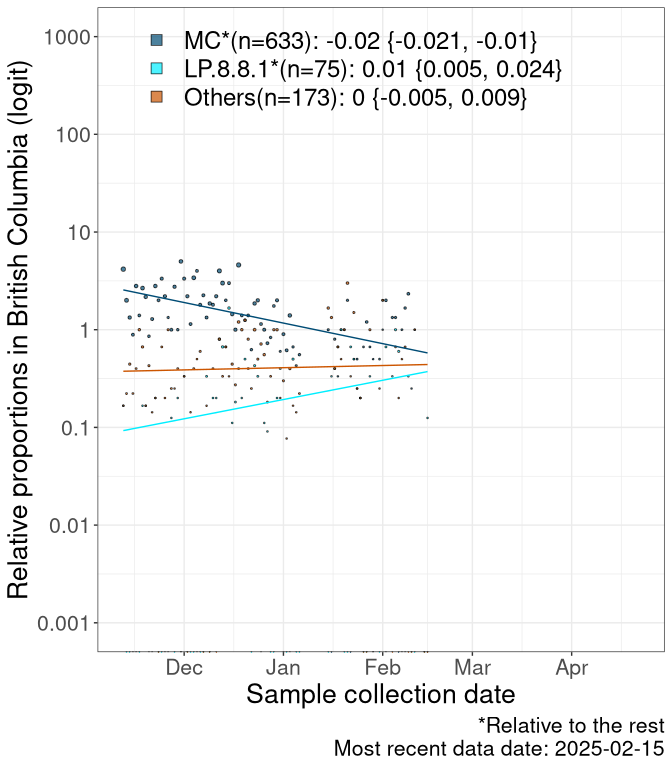 MC*(n=633): -0.02 {-0.021, -0.01}
LP.8.8.1*(n=75): 0.01 {0.005, 0.024}
Others(n=173): 0 {-0.005, 0.009}
Relative proportions in British Columbia (logit)
1000
100
10
1
0.1
0.01
0.001
Dec Jan Feb Mar Apr
Sample collection date
*Relative to the rest
Most recent data date: 2025-02-15